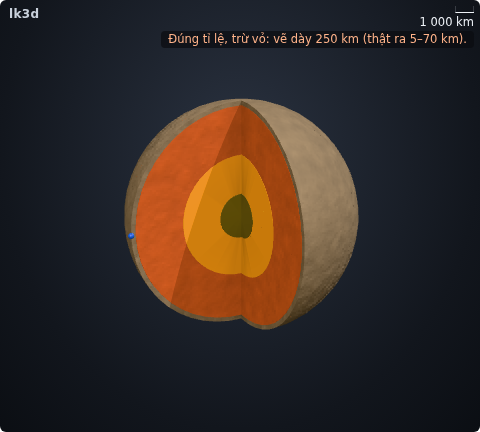 lk3d
1 000 km
Đúng tỉ lệ, trừ vỏ: vẽ dày 250 km (thật ra 5–70 km).